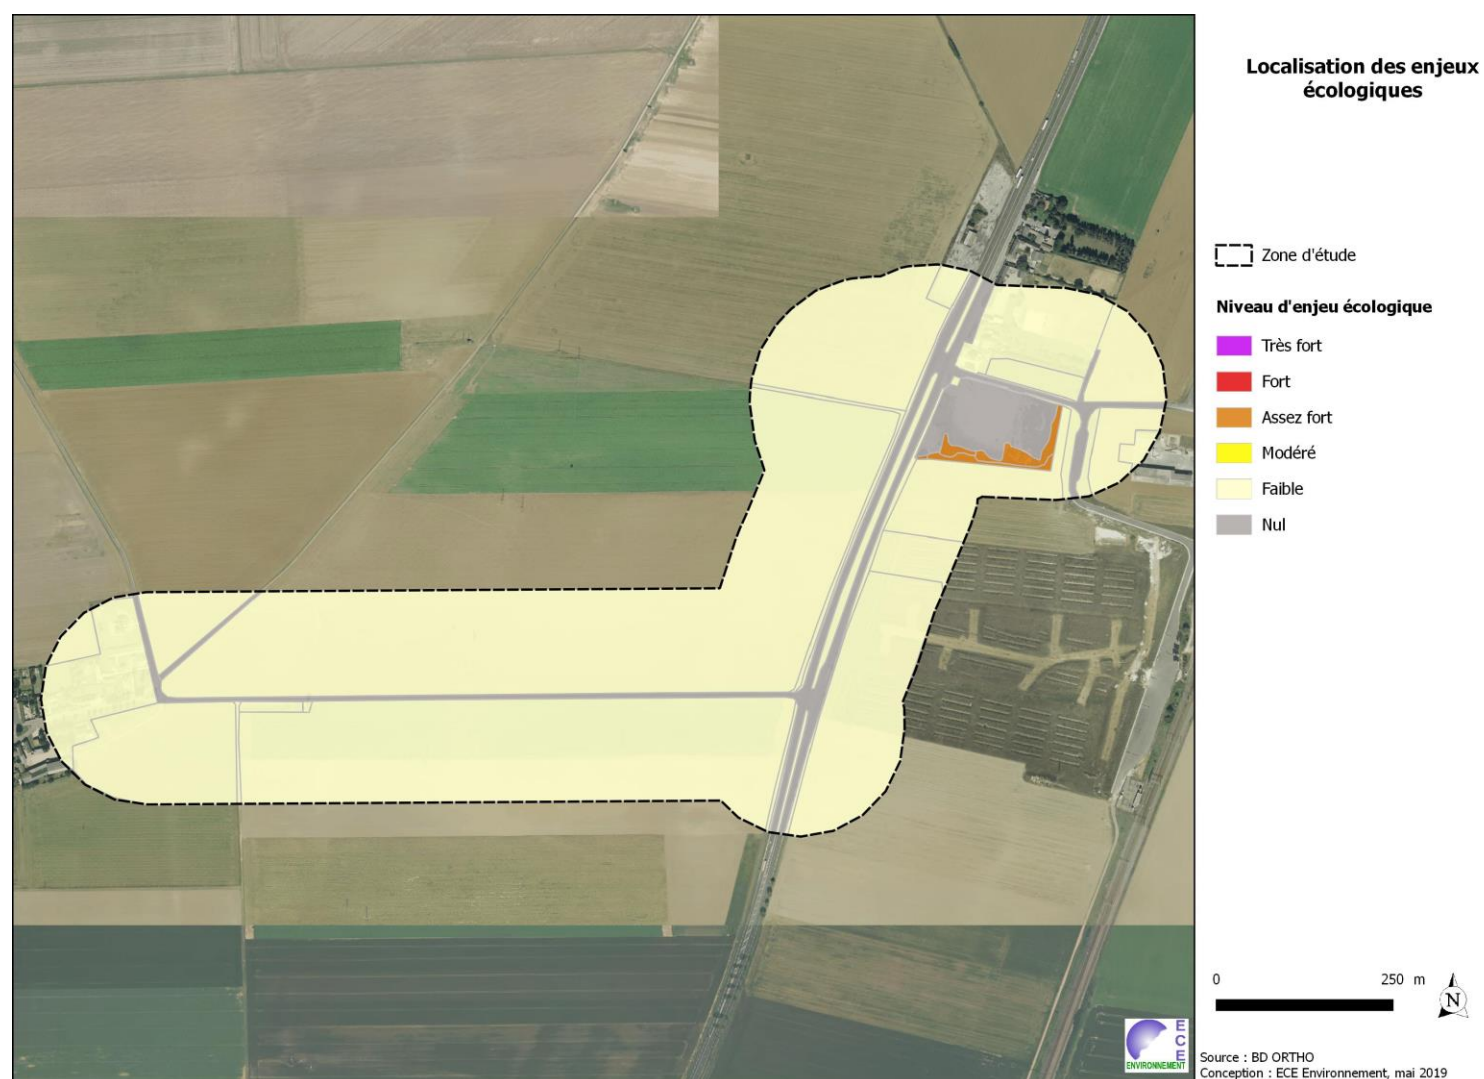 Localisation des enjeux
écologiques
Zone d'étude
Niveau d'enjeu écologique
Très fort
Fort
Assez fort
Modéré
Faible
Nul
0 250 m
N
ECE
ENVIRONNEMENT
Source : BD ORTHO
Conception : ECE Environnement, mai 2019